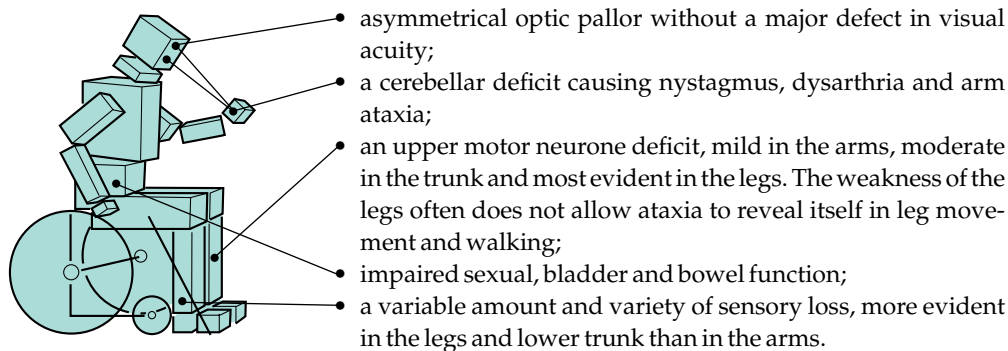 • asymmetrical optic pallor without a major defect in visual
acuity;
• a cerebellar deficit causing nystagmus, dysarthria and arm
ataxia;
• an upper motor neurone deficit, mild in the arms, moderate
in the trunk and most evident in the legs. The weakness of the
legs often does not allow ataxia to reveal itself in leg move-
ment and walking;
• impaired sexual, bladder and bowel function;
• a variable amount and variety of sensory loss, more evident
in the legs and lower trunk than in the arms.